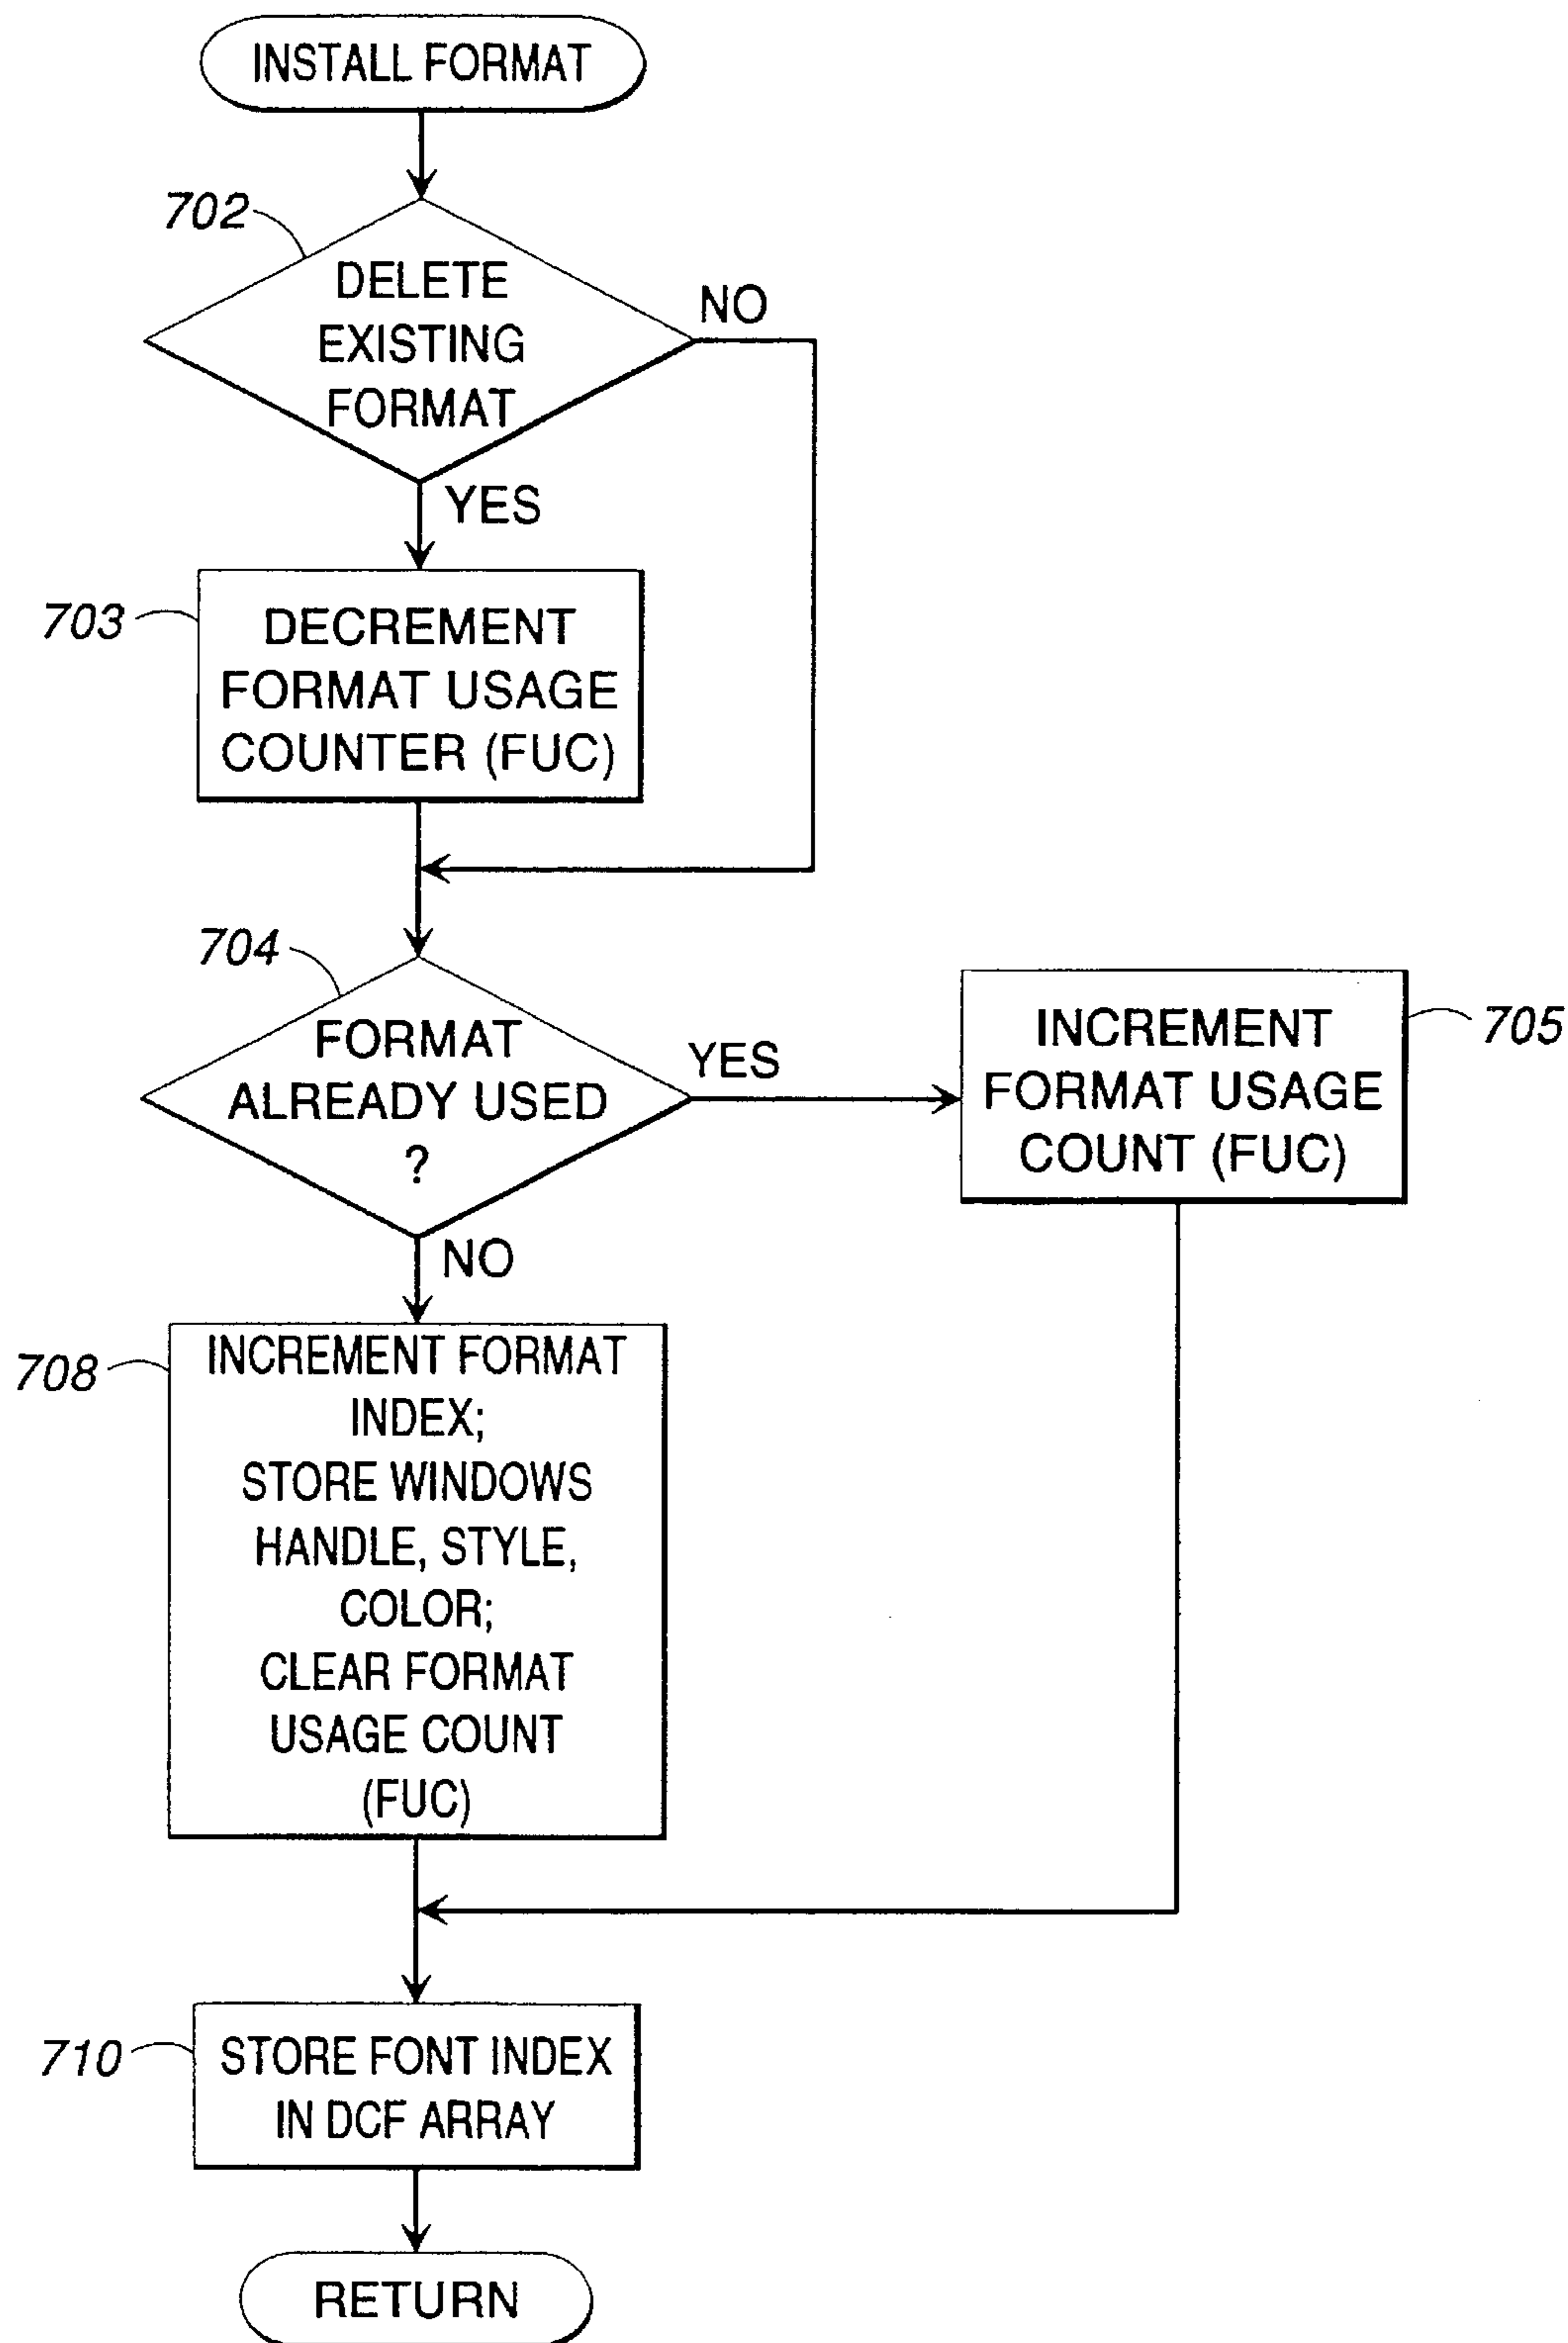 INSTALL FORMAT
702
DELETE
EXISTING
FORMAT
NO
YES
703
DECREMENT
FORMAT USAGE
COUNTER (FUC)
704
FORMAT
ALREADY USED
?
YES
INCREMENT
FORMAT USAGE
COUNT (FUC)
705
NO
708
INCREMENT FORMAT
INDEX;
STORE WINDOWS
HANDLE, STYLE,
COLOR;
CLEAR FORMAT
USAGE COUNT
(FUC)
710
STORE FONT INDEX
IN DCF ARRAY
RETURN